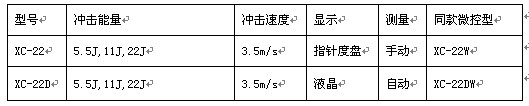 型号 冲击能量 冲击速度 显示 测量 同款微控型
XC-22 5.5J,11J,22J 3.5m/s 指针度盘 手动 XC-22W
XC-22D 5.5J,11J,22J 3.5m/s 液晶 自动 XC-22DW